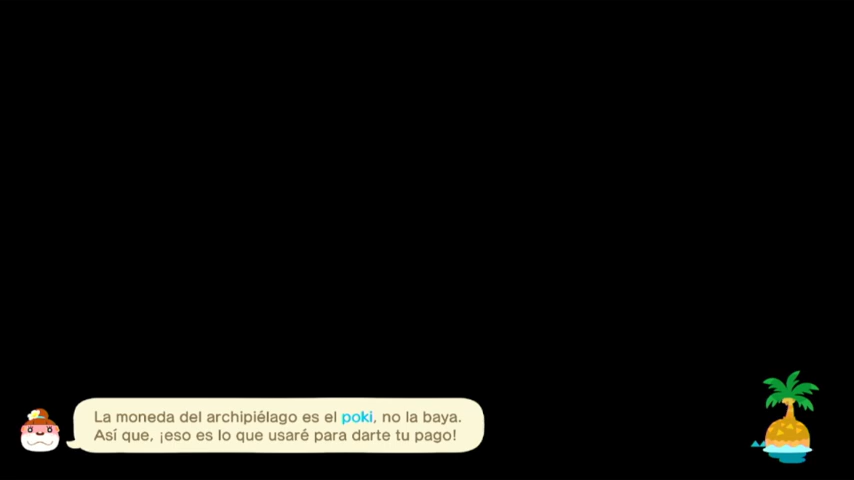 La moneda del archipiélago es el poki, no la baya.
Así que, ¡eso es lo que usaré para darte tu pago!